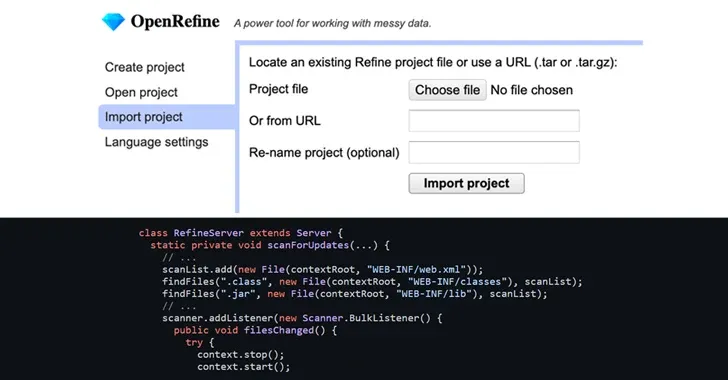 OpenRefine A power tool for working with messy data.
Create project
Open project
Import project
Language settings
Locate an existing Refine project file or use a URL (.tar or .tar.gz):
Project file Choose file No file chosen
Or from URL
Re-name project (optional)
Import project
class RefineServer extends Server {
static private void scanForUpdates(...) {
// ...
scanList.add(new File(contextRoot, "WEB-INF/web.xml"));
findFiles(".class", new File(contextRoot, "WEB-INF/classes"), scanList);
findFiles(".jar", new File(contextRoot, "WEB-INF/lib"), scanList);
// ...
scanner.addListener(new Scanner.BulkListener() {
public void filesChanged() {
try {
context.stop();
context.start();